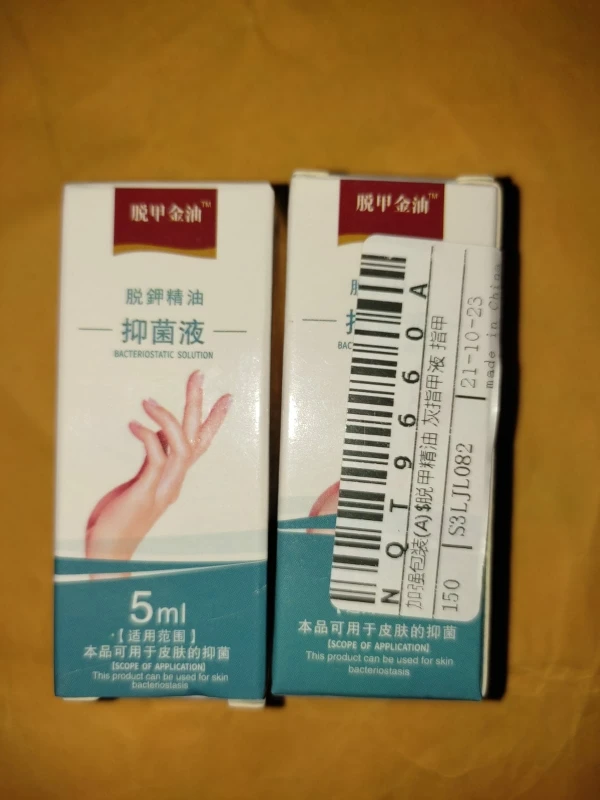 脱甲金油™
脱鉀精油
抑菌液
BACTERIOSTATIC SOLUTION
5ml
【适用范围】
本品可用于皮肤的抑菌
[SCOPE OF APPLICATION]
This product can be used for skin
bacteriostasis
脱甲金油™
BAC
NQT9660A
加强包装(A)$脱甲精油 灰指甲液 指甲
150
S3LJL082
21-10-23
made in China
本品可用于皮肤的抑菌
[SCOPE OF APPLICATION]
This product can be used for skin
bacteriostasis